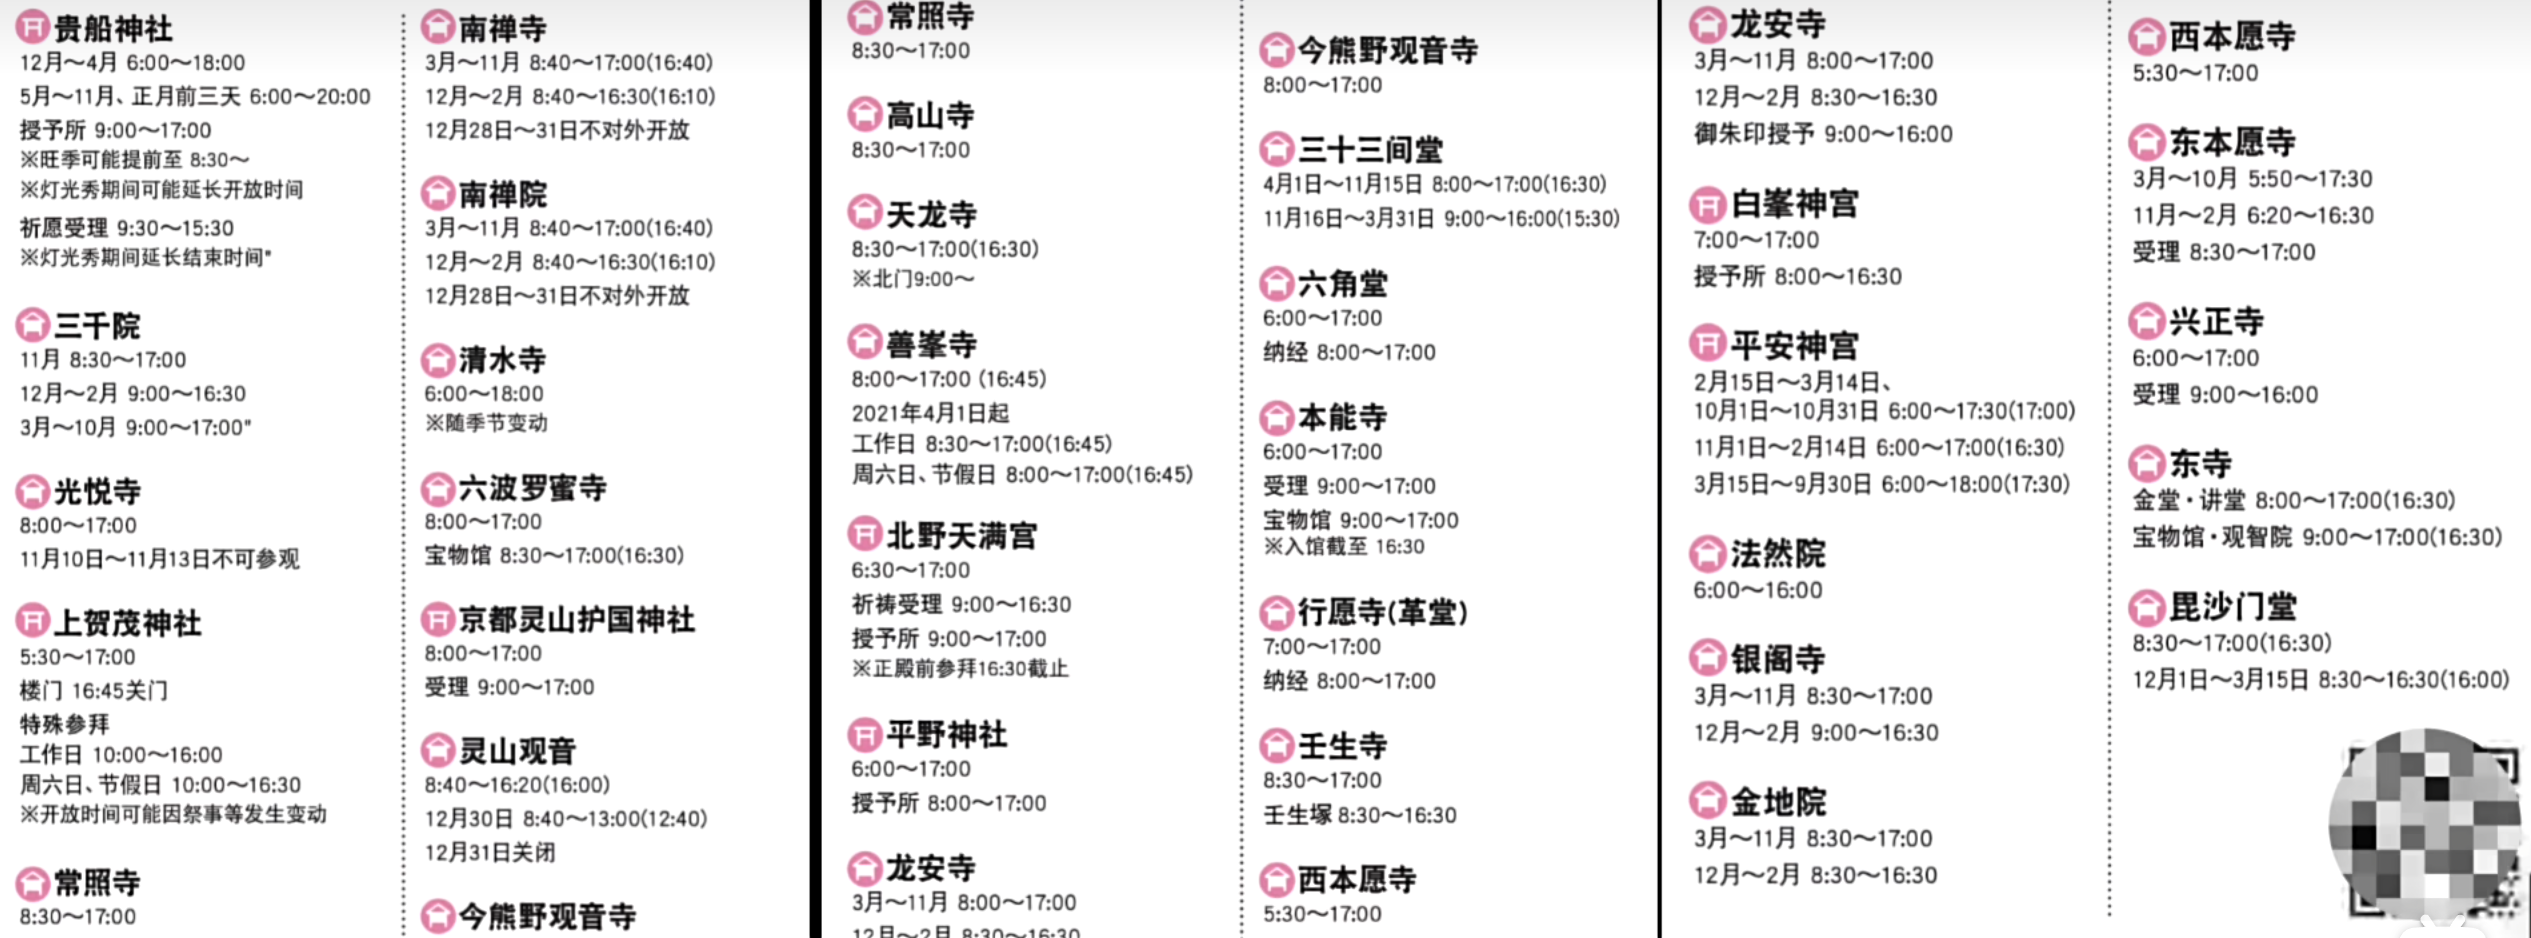 贵船神社
12月～4月 6:00～18:00
5月～11月、正月前三天 6:00～20:00
授予所 9:00～17:00
※旺季可能提前至 8:30～
※灯光秀期间可能延长开放时间
祈愿受理 9:30～15:30
※灯光秀期间延长结束时间"
三千院
11月 8:30～17:00
12月～2月 9:00～16:30
3月～10月 9:00～17:00"
光悦寺
8:00～17:00
11月10日～11月13日不可参观
上贺茂神社
5:30～17:00
楼门 16:45关门
特殊参拜
工作日 10:00～16:00
周六日、节假日 10:00～16:30
※开放时间可能因祭事等发生变动
常照寺
8:30～17:00
南禅寺
3月～11月 8:40～17:00(16:40)
12月～2月 8:40～16:30(16:10)
12月28日～31日不对外开放
南禅院
3月～11月 8:40～17:00(16:40)
12月～2月 8:40～16:30(16:10)
12月28日～31日不对外开放
清水寺
6:00～18:00
※随季节变动
六波罗蜜寺
8:00～17:00
宝物馆 8:30～17:00(16:30)
京都灵山护国神社
8:00～17:00
受理 9:00～17:00
灵山观音
8:40～16:20(16:00)
12月30日 8:40～13:00(12:40)
12月31日关闭
今熊野观音寺
常照寺
8:30～17:00
高山寺
8:30～17:00
天龙寺
8:30～17:00(16:30)
※北门9:00～
善峯寺
8:00～17:00 (16:45)
2021年4月1日起
工作日 8:30～17:00(16:45)
周六日、节假日 8:00～17:00(16:45)
北野天满宫
6:30～17:00
祈祷受理 9:00～16:30
授予所 9:00～17:00
※正殿前参拜16:30截止
平野神社
6:00～17:00
授予所 8:00～17:00
龙安寺
3月～11月 8:00～17:00
12月～2月 8:30～16:30
今熊野观音寺
8:00～17:00
三十三间堂
4月1日～11月15日 8:00～17:00(16:30)
11月16日～3月31日 9:00～16:00(15:30)
六角堂
6:00～17:00
纳经 8:00～17:00
本能寺
6:00～17:00
受理 9:00～17:00
宝物馆 9:00～17:00
※入馆截至 16:30
行愿寺(革堂)
7:00～17:00
纳经 8:00～17:00
壬生寺
8:30～17:00
壬生塚 8:30～16:30
西本愿寺
5:30～17:00
龙安寺
3月～11月 8:00～17:00
12月～2月 8:30～16:30
御朱印授予 9:00～16:00
白峯神宫
7:00～17:00
授予所 8:00～16:30
平安神宫
2月15日～3月14日、
10月1日～10月31日 6:00～17:30(17:00)
11月1日～2月14日 6:00～17:00(16:30)
3月15日～9月30日 6:00～18:00(17:30)
法然院
6:00～16:00
银阁寺
3月～11月 8:30～17:00
12月～2月 9:00～16:30
金地院
3月～11月 8:30～17:00
12月～2月 8:30～16:30
西本愿寺
5:30～17:00
东本愿寺
3月～10月 5:50～17:30
11月～2月 6:20～16:30
受理 8:30～17:00
兴正寺
6:00～17:00
受理 9:00～16:00
东寺
金堂·讲堂 8:00～17:00(16:30)
宝物馆·观智院 9:00～17:00(16:30)
毘沙门堂
8:30～17:00(16:30)
12月1日～3月15日 8:30～16:30(16:00)